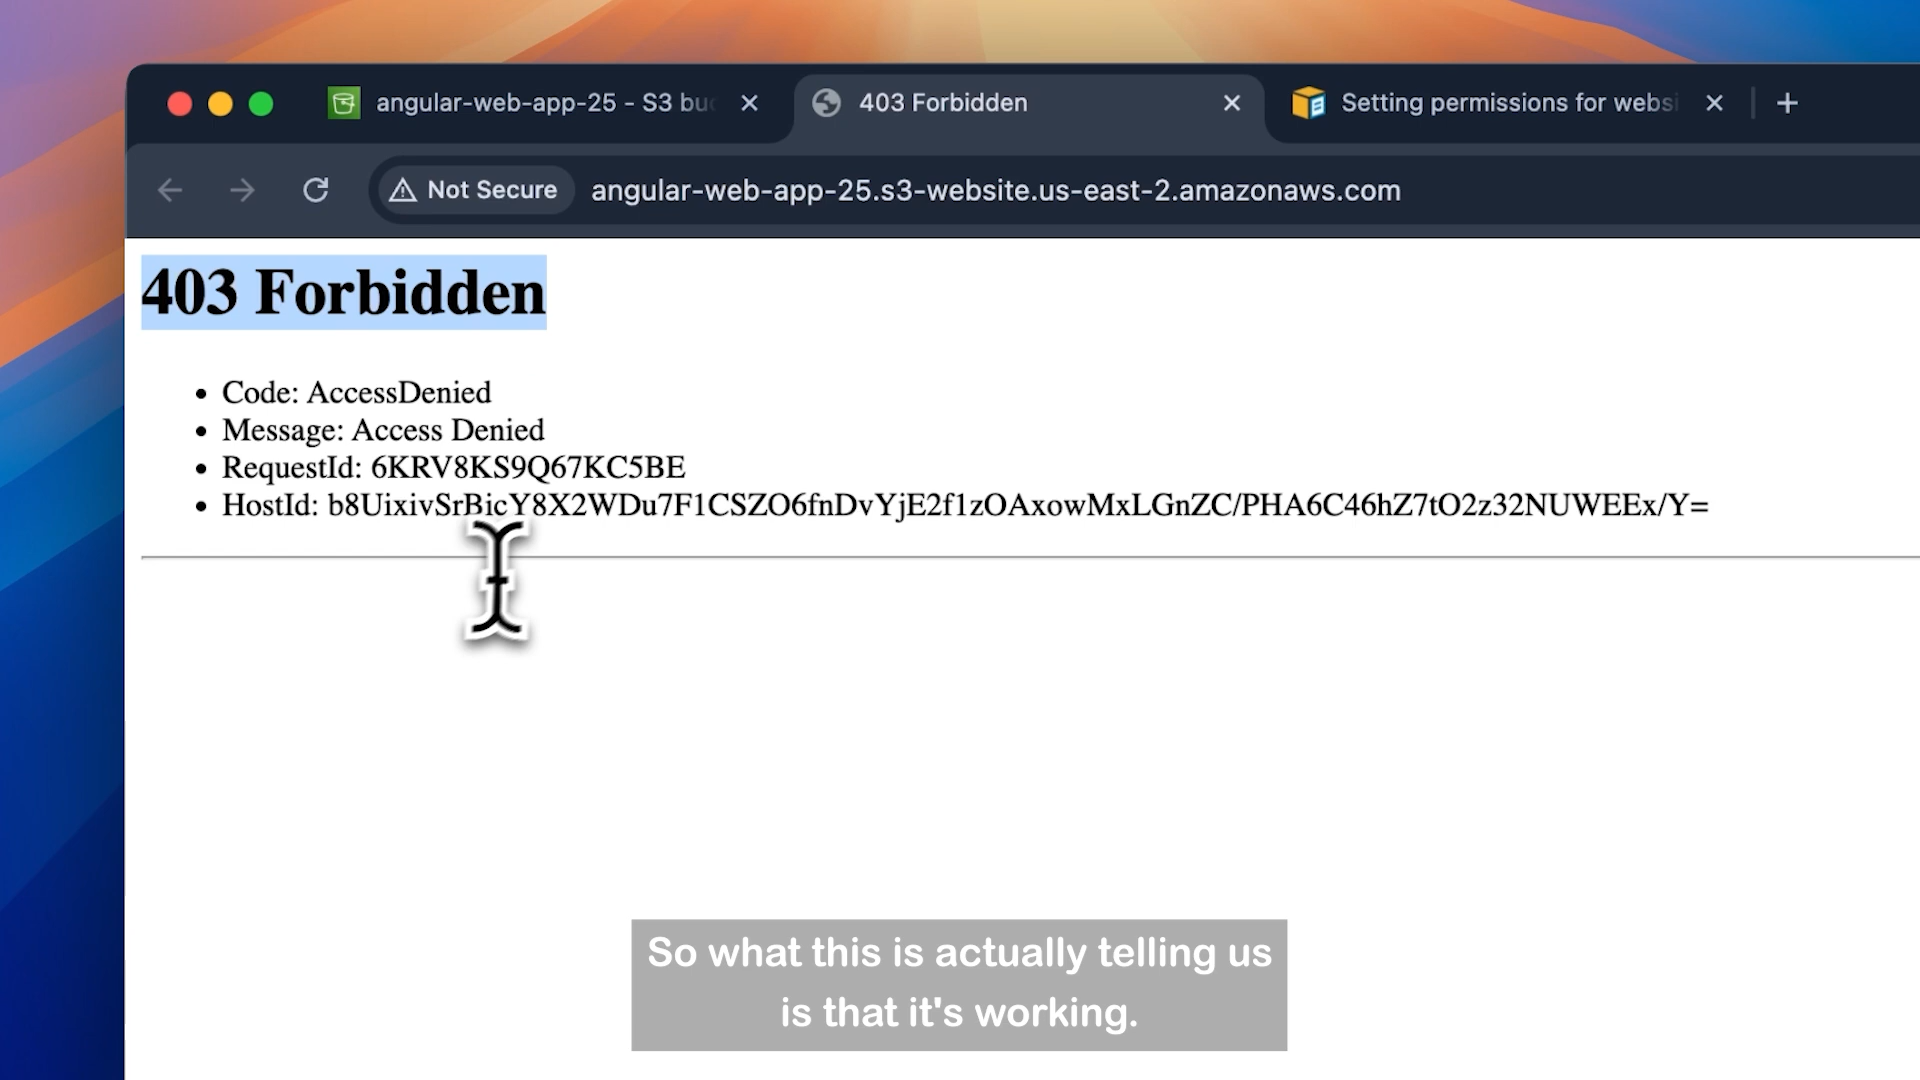 angular-web-app-25 - S3 buc
403 Forbidden
Setting permissions for websi
Not Secure
angular-web-app-25.s3-website.us-east-2.amazonaws.com
403 Forbidden
• Code: AccessDenied
• Message: Access Denied
• RequestId: 6KRV8KS9Q67KC5BE
• HostId: b8UixivSrBicY8X2WDu7F1CSZO6fnDvYjE2f1zOAxowMxLGnZC/PHA6C46hZ7tO2z32NUWEEx/Y=
So what this is actually telling us
is that it's working.